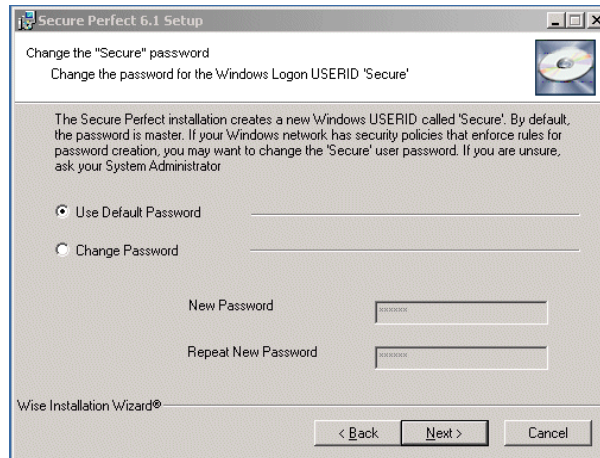 Secure Perfect 6.1 Setup
Change the "Secure" password
Change the password for the Windows Logon USERID 'Secure'
The Secure Perfect installation creates a new Windows USERID called 'Secure'. By default,
the password is master. If your Windows network has security policies that enforce rules for
password creation, you may want to change the 'Secure' user password. If you are unsure,
ask your System Administrator
Use Default Password
Change Password
New Password
xxxxxx
Repeat New Password
xxxxxx
Wise Installation Wizard®
< Back
Next >
Cancel